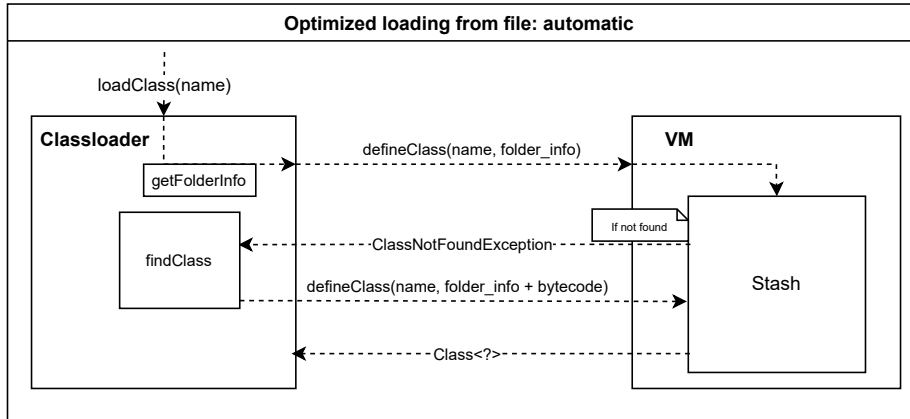 Optimized loading from file: automatic
loadClass(name)
Classloader
VM
defineClass(name, folder_info)
getFolderInfo
If not found
ClassNotFoundException
findClass
Stash
defineClass(name, folder_info + bytecode)
Class<?>